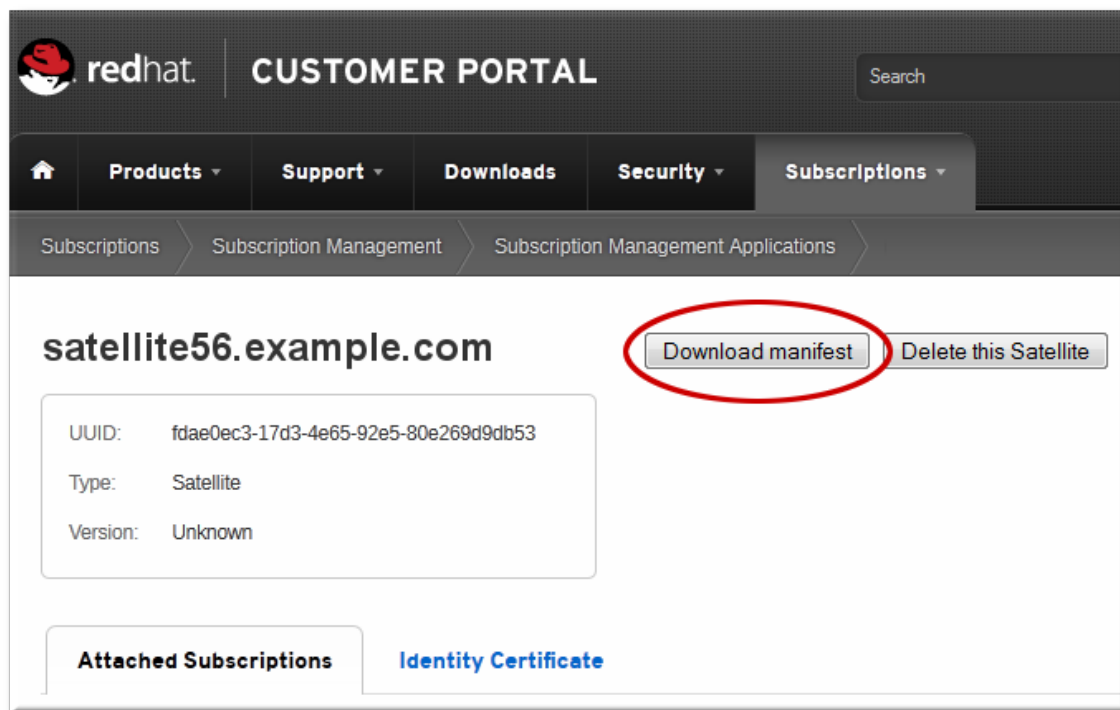 redhat. CUSTOMER PORTAL Search
Products Support Downloads Security Subscriptions
Subscriptions Subscription Management Subscription Management Applications
satellite56.example.com Download manifest Delete this Satellite
UUID: fdae0ec3-17d3-4e65-92e5-80e269d9db53
Type: Satellite
Version: Unknown
Attached Subscriptions Identity Certificate